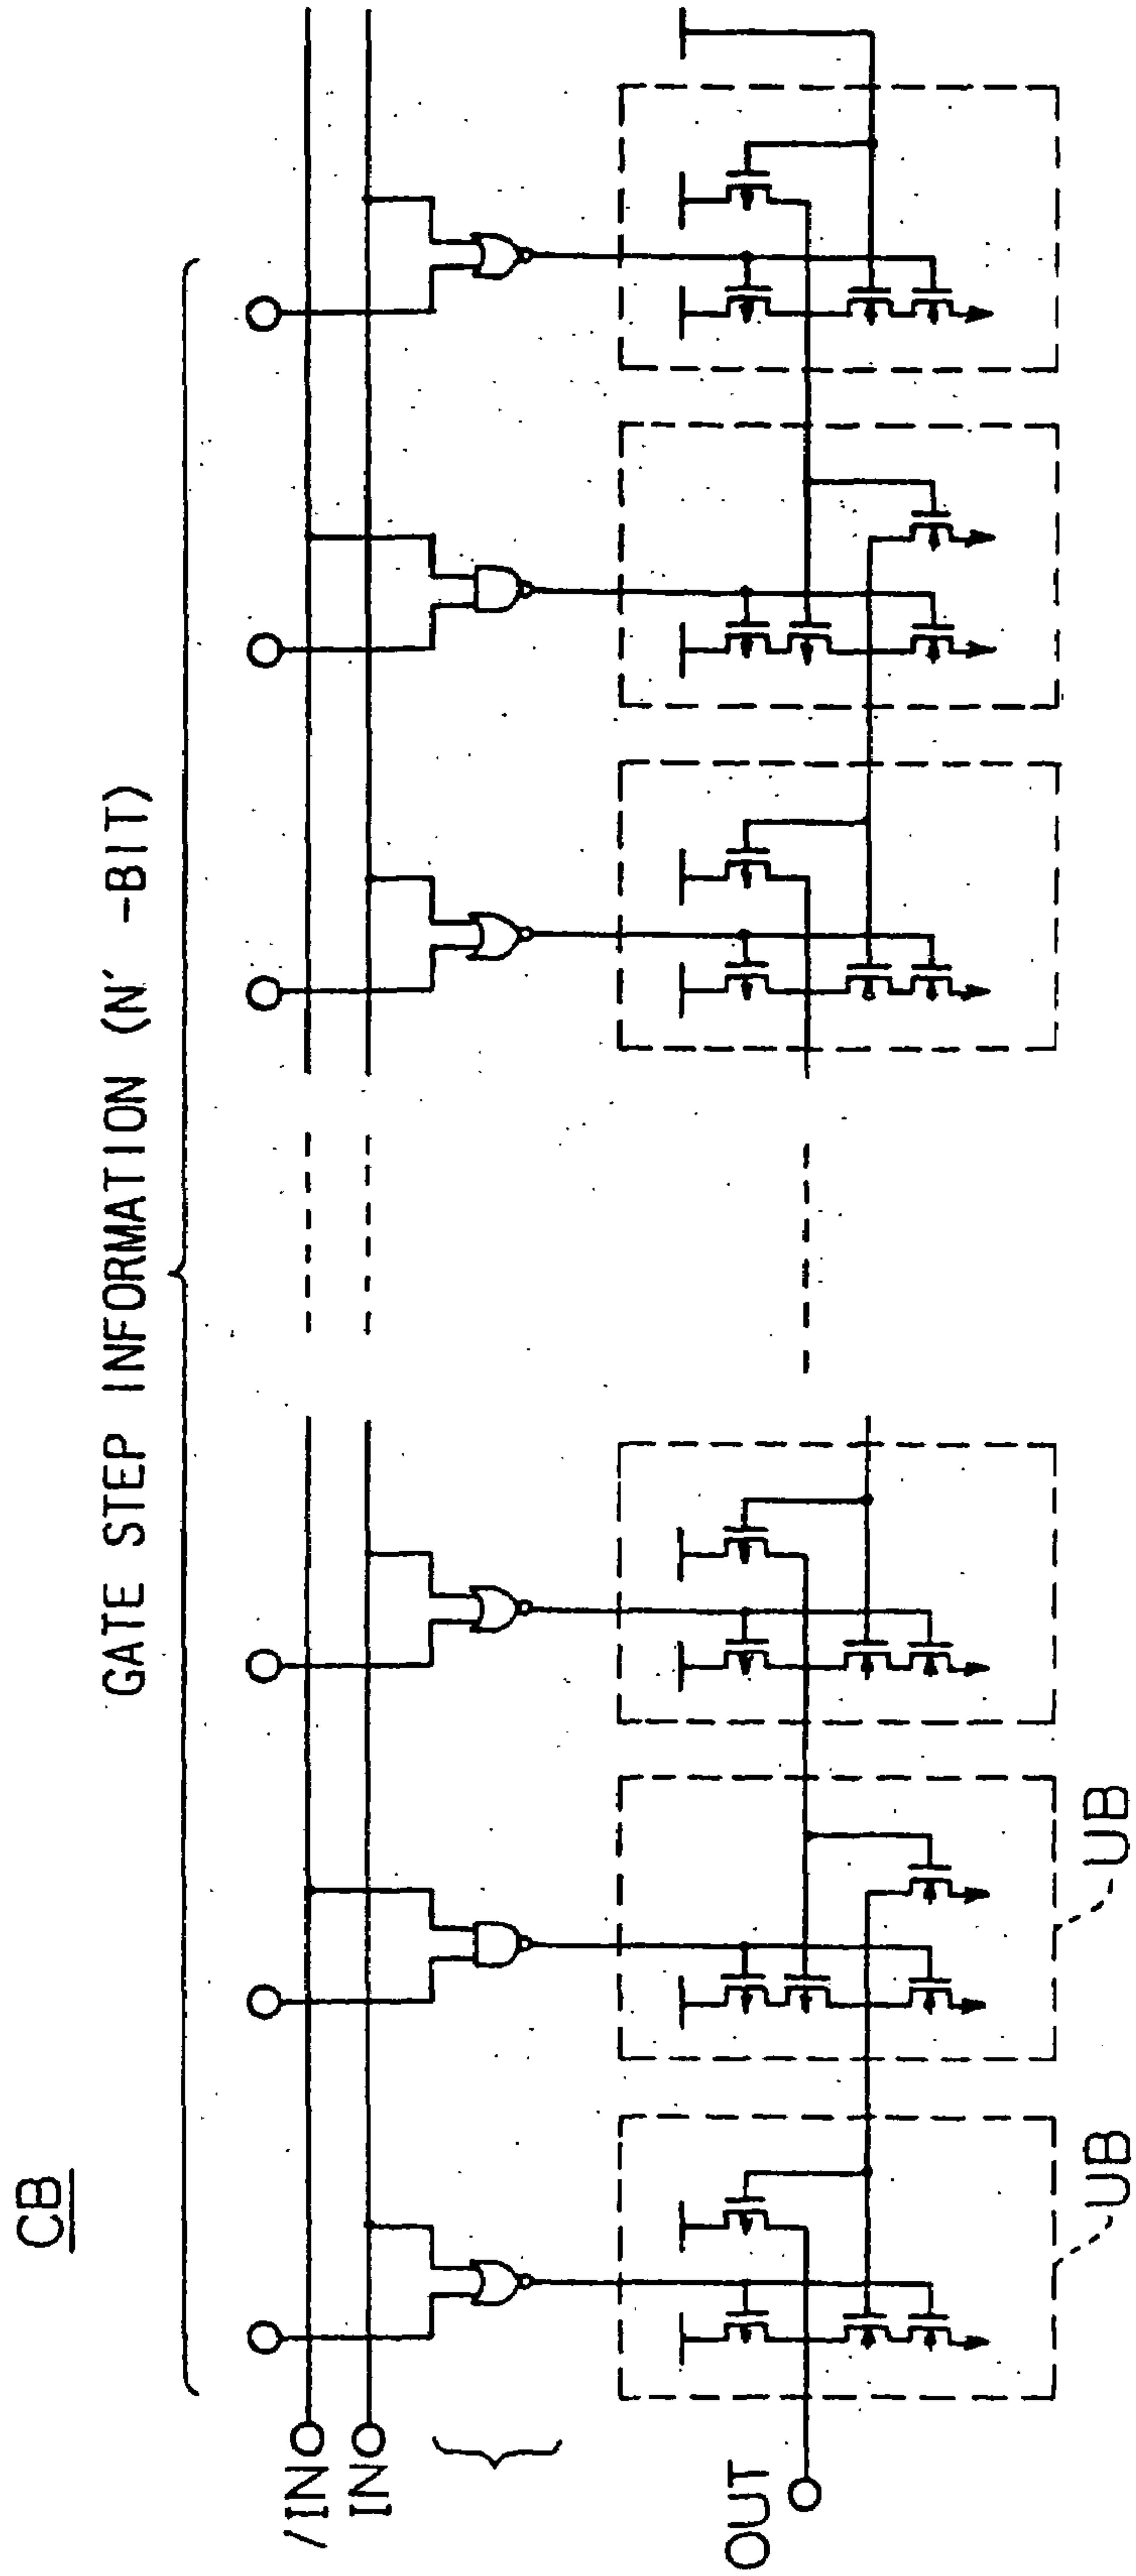 CB
GATE STEP INFORMATION (N' -BIT)
/IN
IN
OUT
UB
UB